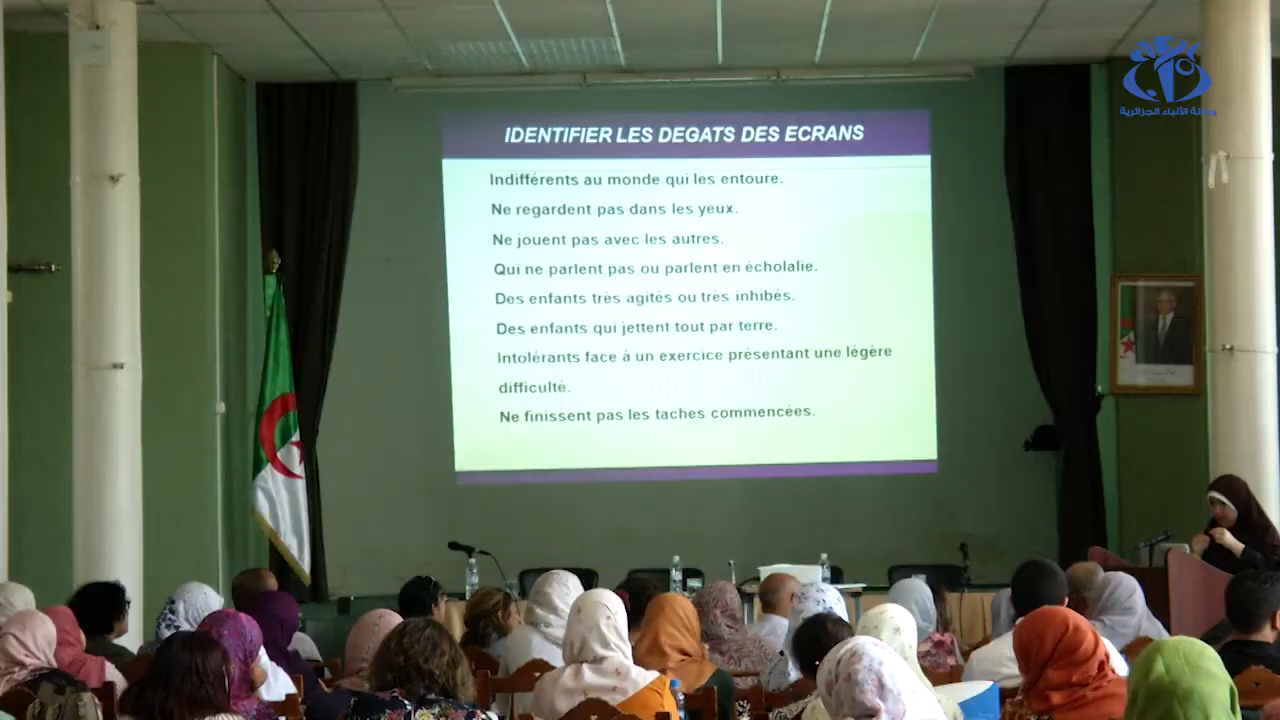 وكالة الأنباء الجزائرية
IDENTIFIER LES DEGATS DES ECRANS
Indifférents au monde qui les entoure.
Ne regardent pas dans les yeux.
Ne jouent pas avec les autres.
Qui ne parlent pas ou parlent en écholalie.
Des enfants très agités ou très inhibés.
Des enfants qui jettent tout par terre.
Intolérants face à un exercice présentant une légère
difficulté.
Ne finissent pas les taches commencées.